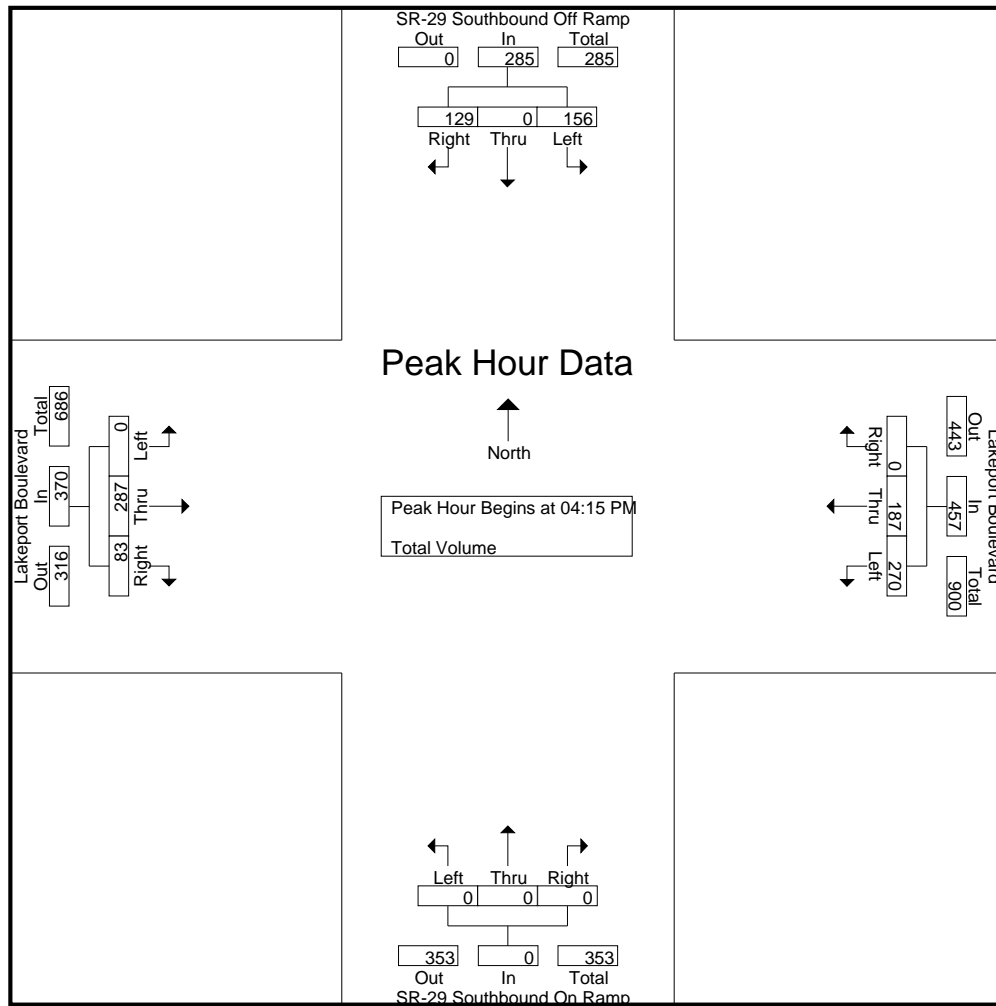 SR-29 Southbound Off Ramp
Out In Total
0 285 285
129 0 156
Right Thru Left
Peak Hour Data
North
Peak Hour Begins at 04:15 PM
Total Volume
Lakeport Boulevard
Total In Out
686 370 316
0 287 83
Left Thru Right
Lakeport Boulevard
Out In Total
443 457 900
0 187 270
Right Thru Left
Left Thru Right
0 0 0
353 0 353
Out In Total
SR-29 Southbound On Ramp